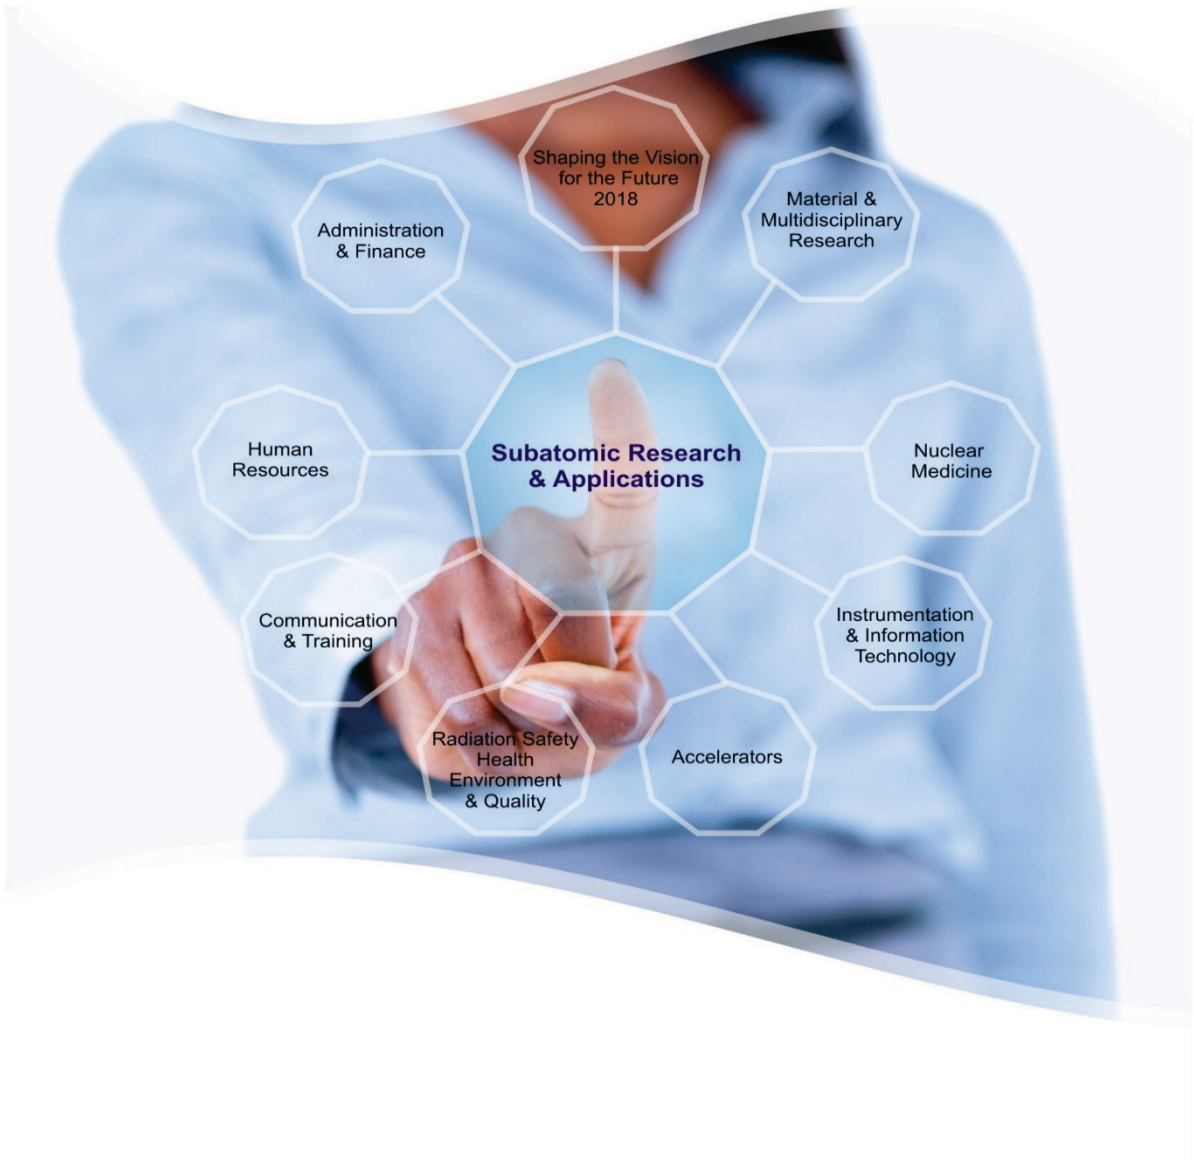 Shaping the Vision
for the Future
2018
Material &
Multidisciplinary
Research
Administration
& Finance
Subatomic Research
& Applications
Human
Resources
Nuclear
Medicine
Communication
& Training
Instrumentation
& Information
Technology
Radiation Safety
Health
Environment
& Quality
Accelerators